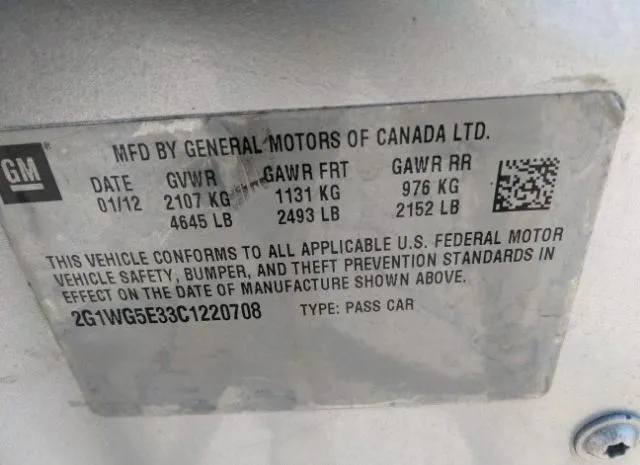 GM
MFD BY GENERAL MOTORS OF CANADA LTD.
DATE GVWR GAWR FRT GAWR RR
01/12 2107 KG 1131 KG 976 KG
4645 LB 2493 LB 2152 LB
THIS VEHICLE CONFORMS TO ALL APPLICABLE U.S. FEDERAL MOTOR
VEHICLE SAFETY, BUMPER, AND THEFT PREVENTION STANDARDS IN
EFFECT ON THE DATE OF MANUFACTURE SHOWN ABOVE.
2G1WG5E33C1220708 TYPE: PASS CAR